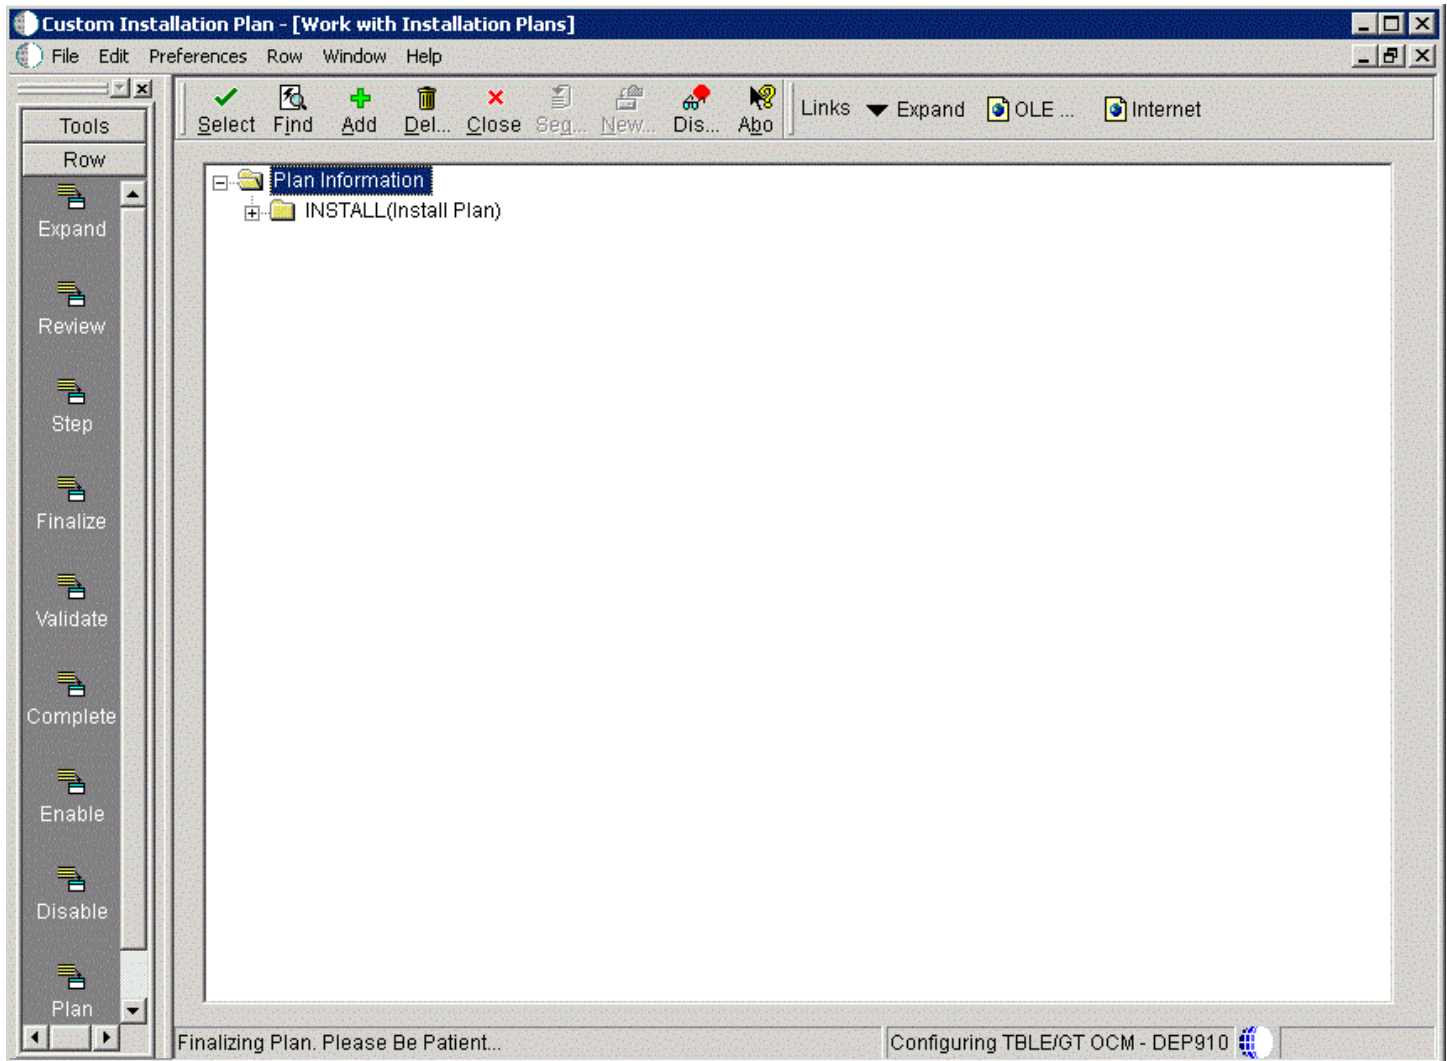 Custom Installation Plan - [Work with Installation Plans]
File Edit Preferences Row Window Help
Select Find Add Del... Close Seq... New... Dis... Abo Links Expand OLE ... Internet
Tools
Row
Expand
Review
Step
Finalize
Validate
Complete
Enable
Disable
Plan
Plan Information
INSTALL(Install Plan)
Finalizing Plan. Please Be Patient... Configuring TBLE/GT OCM - DEP910